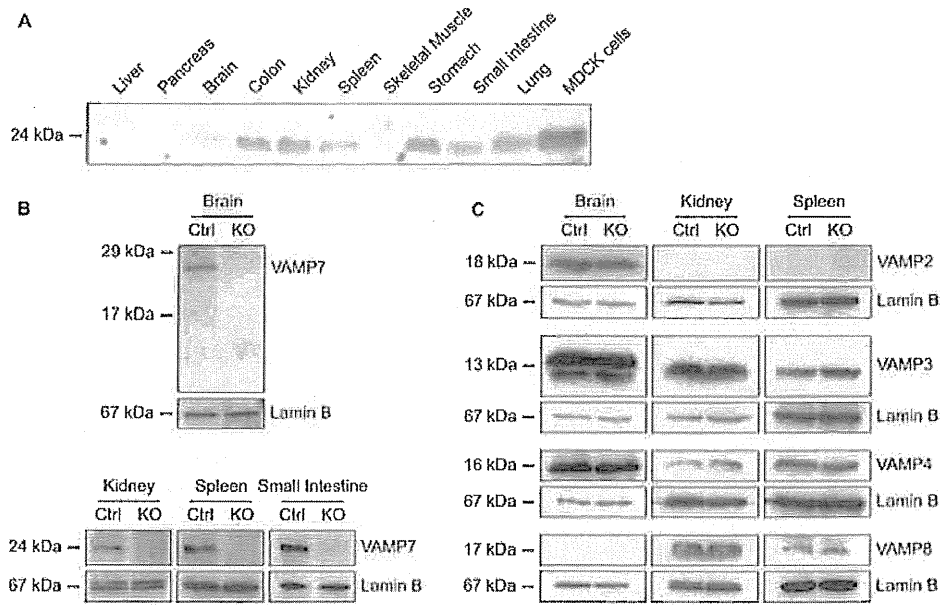 A
Liver Pancreas Brain Colon Kidney Spleen Skeletal Muscle Stomach Small intestine Lung MDCK cells
24 kDa
B
Brain
Ctrl KO
29 kDa
VAMP7
17 kDa
67 kDa
Lamin B
Kidney Spleen Small Intestine
Ctrl KO Ctrl KO Ctrl KO
24 kDa
VAMP7
67 kDa
Lamin B
C
Brain Kidney Spleen
Ctrl KO Ctrl KO Ctrl KO
18 kDa
VAMP2
67 kDa
Lamin B
13 kDa
VAMP3
67 kDa
Lamin B
16 kDa
VAMP4
67 kDa
Lamin B
17 kDa
VAMP8
67 kDa
Lamin B